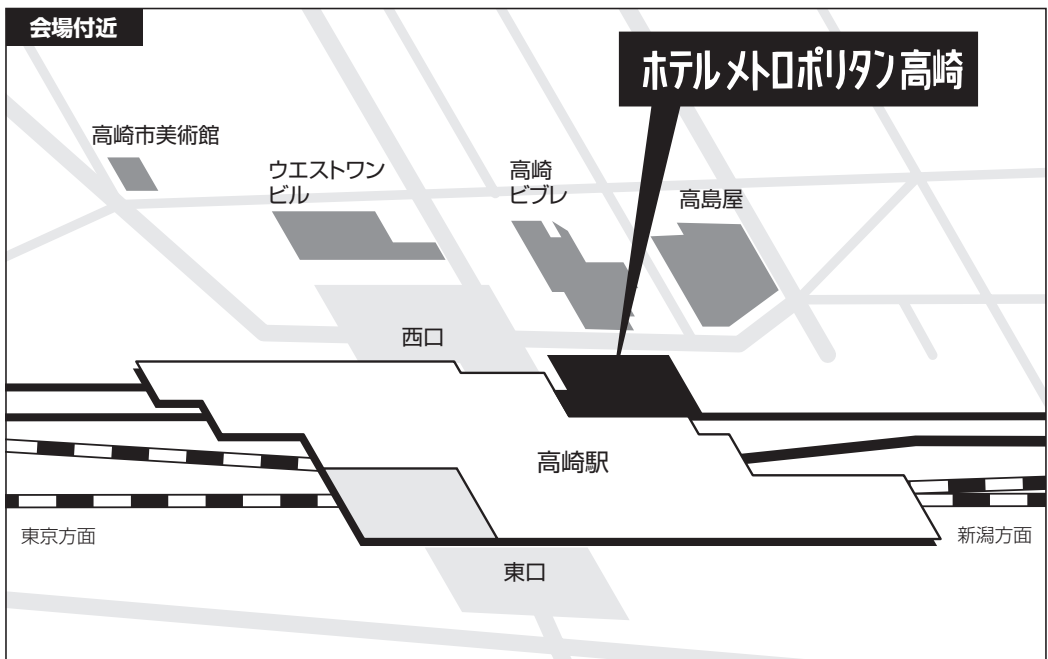 会場付近
ホテルメトロポリタン高崎
高崎市美術館
ウエストワン
ビル
高崎
ビブレ
高島屋
西口
高崎駅
東京方面
新潟方面
東口